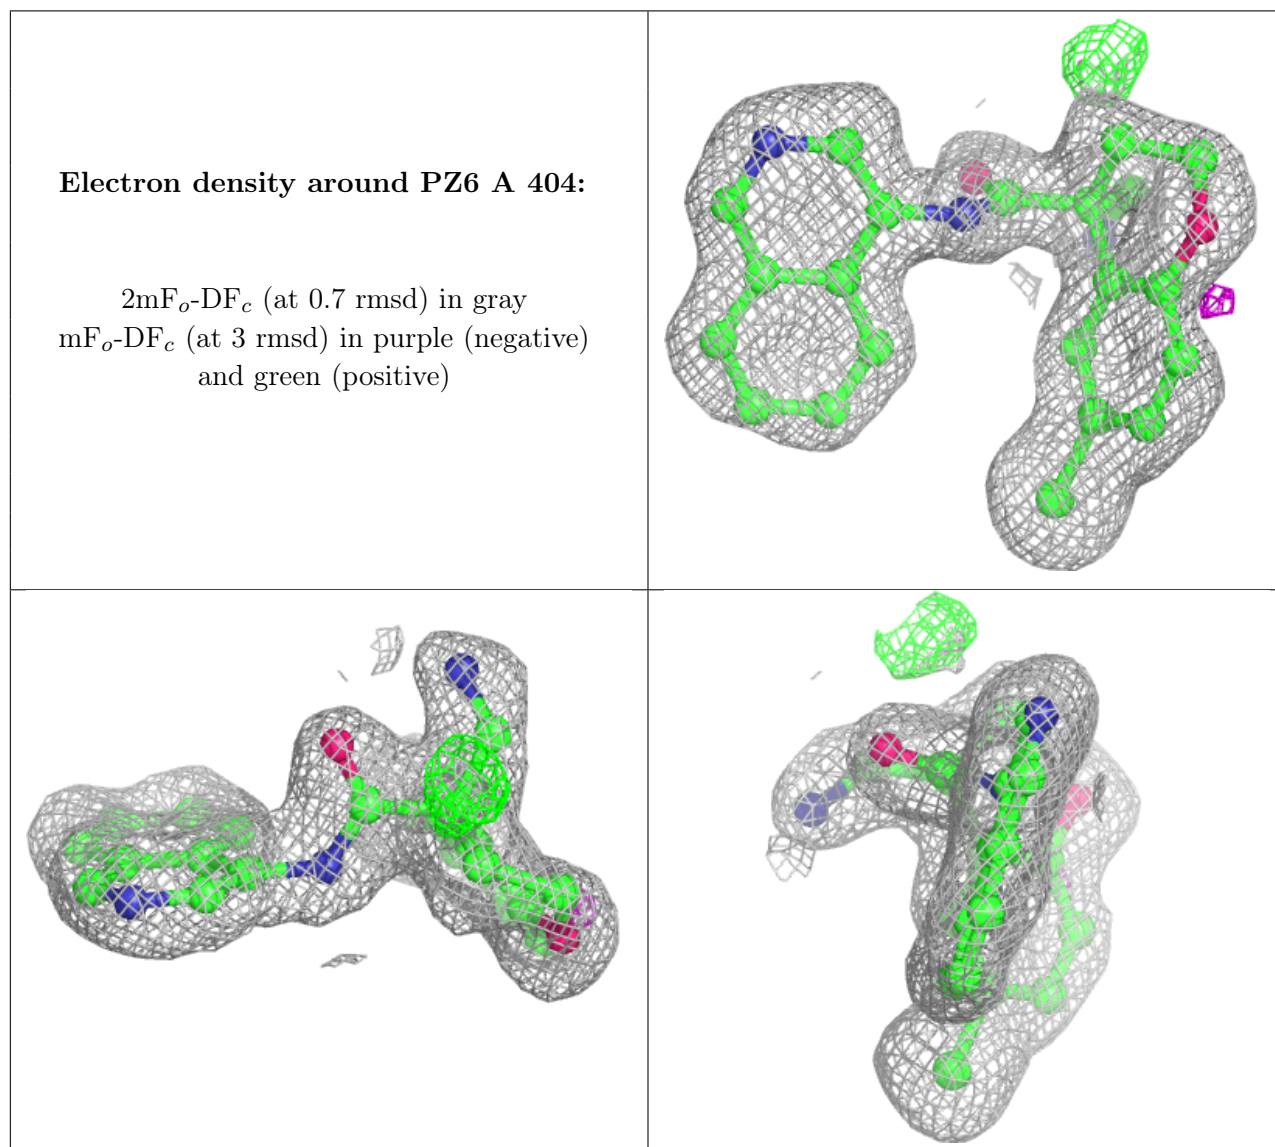 Electron density around PZ6 A 404:
2mFo-DFc (at 0.7 rmsd) in gray
mFo-DFc (at 3 rmsd) in purple (negative)
and green (positive)